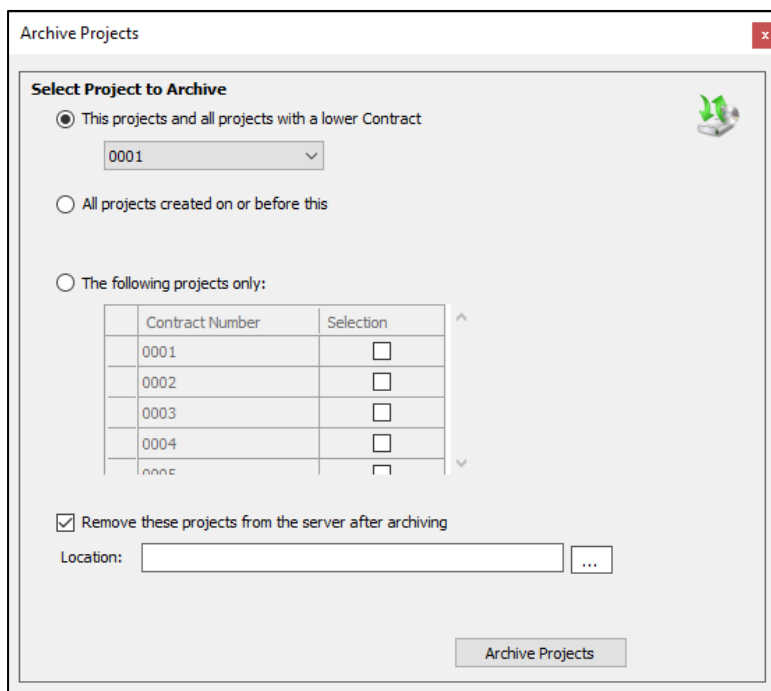 Archive Projects
x
Select Project to Archive
This projects and all projects with a lower Contract
0001
All projects created on or before this
The following projects only:
Contract Number Selection
0001
0002
0003
0004
0005
Remove these projects from the server after archiving
Location:
...
Archive Projects